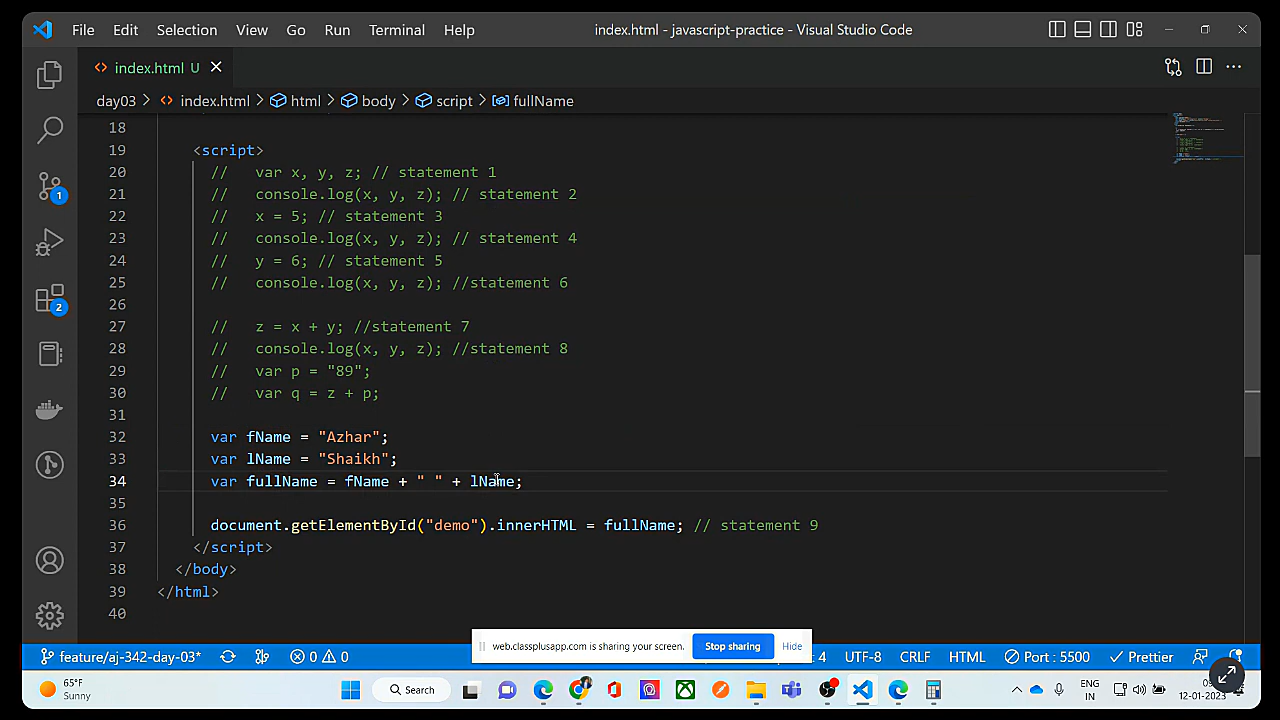 File Edit Selection View Go Run Terminal Help
index.html - javascript-practice - Visual Studio Code
index.html U
day03 index.html html body script fullName
18
19 <script>
20 // var x, y, z; // statement 1
21 // console.log(x, y, z); // statement 2
22 // x = 5; // statement 3
23 // console.log(x, y, z); // statement 4
24 // y = 6; // statement 5
25 // console.log(x, y, z); //statement 6
26
27 // z = x + y; //statement 7
28 // console.log(x, y, z); //statement 8
29 // var p = "89";
30 // var q = z + p;
31
32 var fName = "Azhar";
33 var lName = "Shaikh";
34 var fullName = fName + " " + lName;
35
36 document.getElementById("demo").innerHTML = fullName; // statement 9
37 </script>
38 </body>
39 </html>
40
1
2
web.classplusapp.com is sharing your screen. Stop sharing Hide
feature/aj-342-day-03* 0 0 4 UTF-8 CRLF HTML Port : 5500 Prettier
65°F
Sunny
Search
ENG
IN